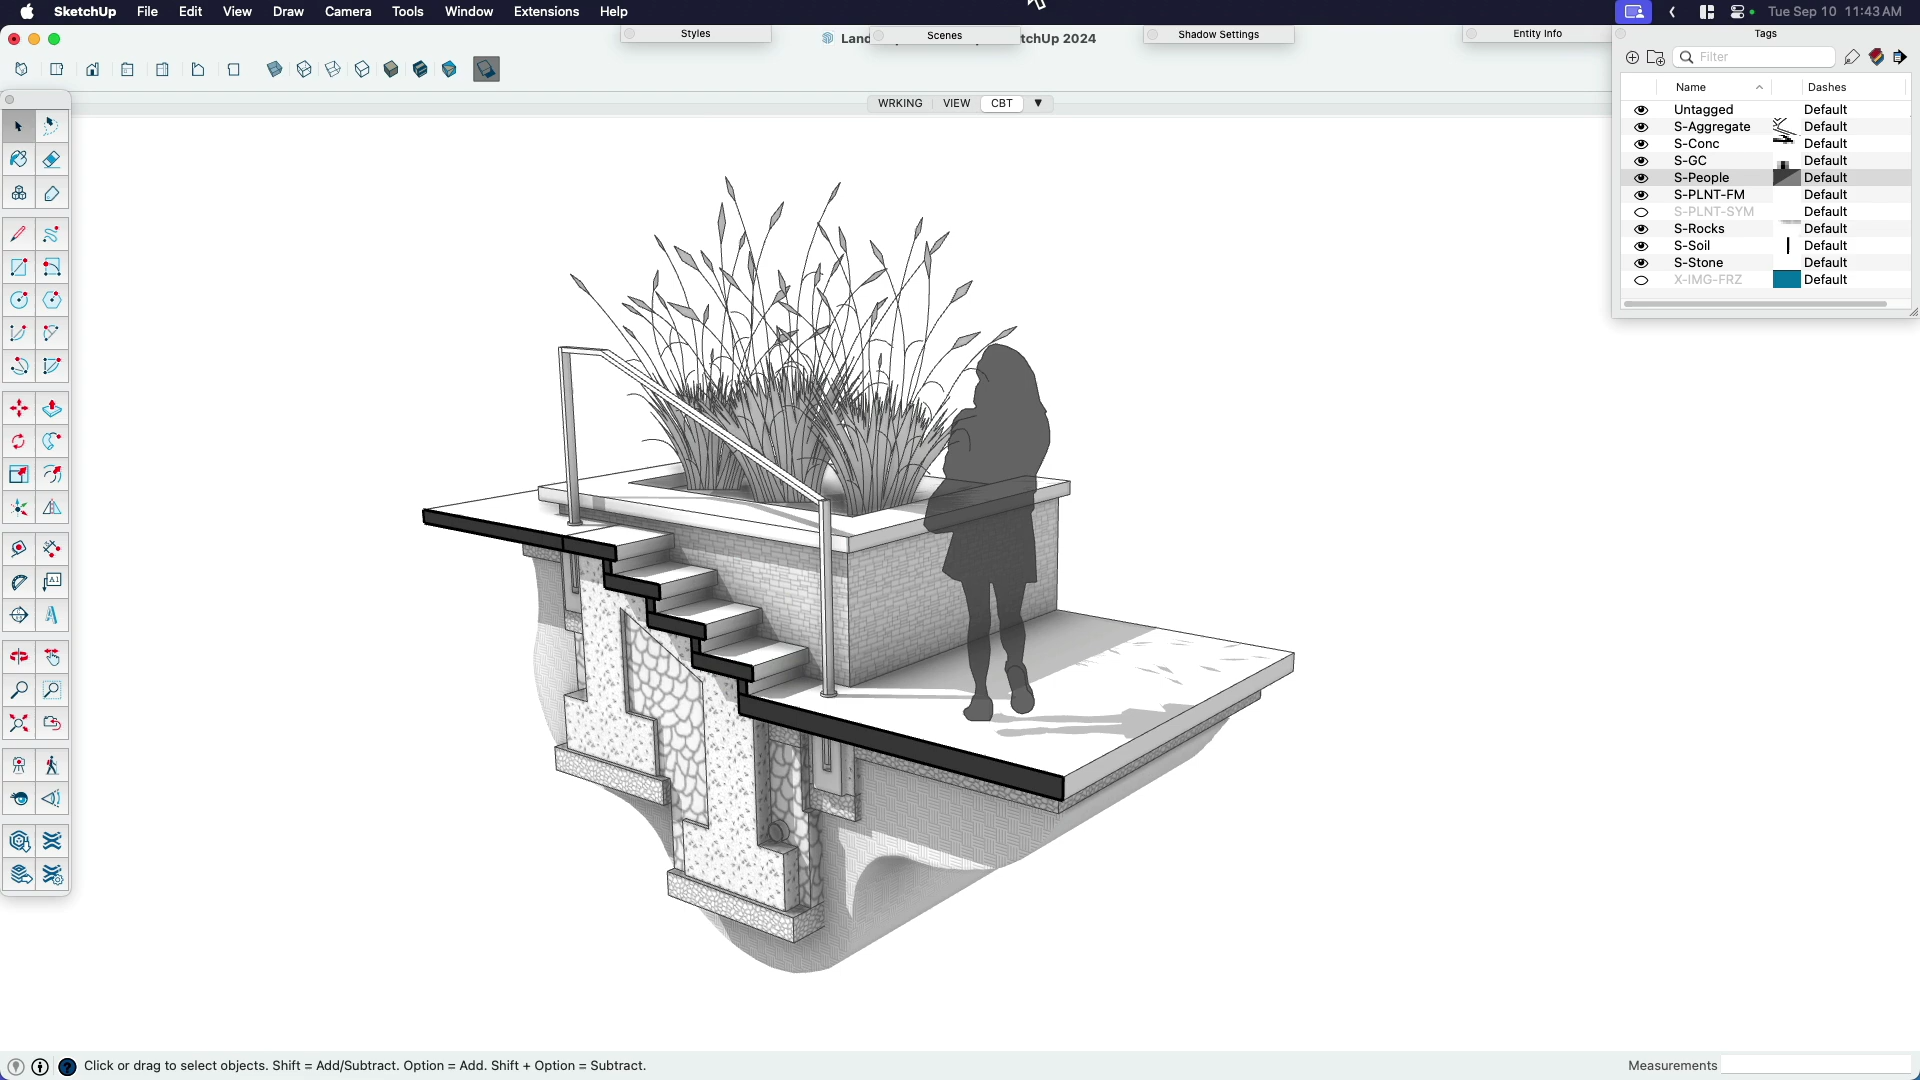 SketchUp File Edit View Draw Camera Tools Window Extensions Help Tue Sep 10 11:43 AM
Styles
Scenes
tchUp 2024
Shadow Settings
Entity Info
Tags
Filter
Name Dashes
WRKING VIEW CBT
Untagged Default
S-Aggregate Default
S-Conc Default
S-GC Default
S-People Default
S-PLNT-FM Default
S-PLNT-SYM Default
S-Rocks Default
S-Soil Default
S-Stone Default
X-IMG-FRZ Default
A1
Click or drag to select objects. Shift = Add/Subtract. Option = Add. Shift + Option = Subtract.
Measurements